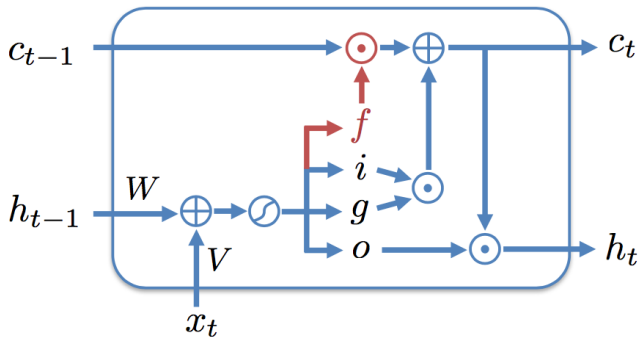 c_{t-1} c_t
f
i
W
h_{t-1} g
o h_t
V
x_t